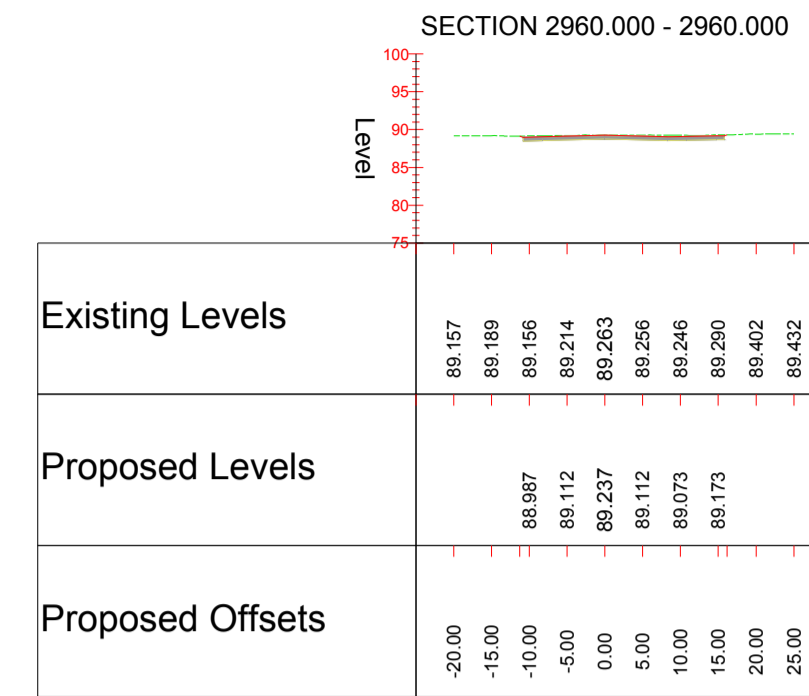 SECTION 2960.000 - 2960.000
100
95
90
85
80
75
Level
Existing Levels
89.157 89.189 89.156 89.214 89.263 89.256 89.246 89.290 89.402 89.432
Proposed Levels
88.987 89.112 89.237 89.112 89.073 89.173
Proposed Offsets
-20.00 -15.00 -10.00 -5.00 0.00 5.00 10.00 15.00 20.00 25.00